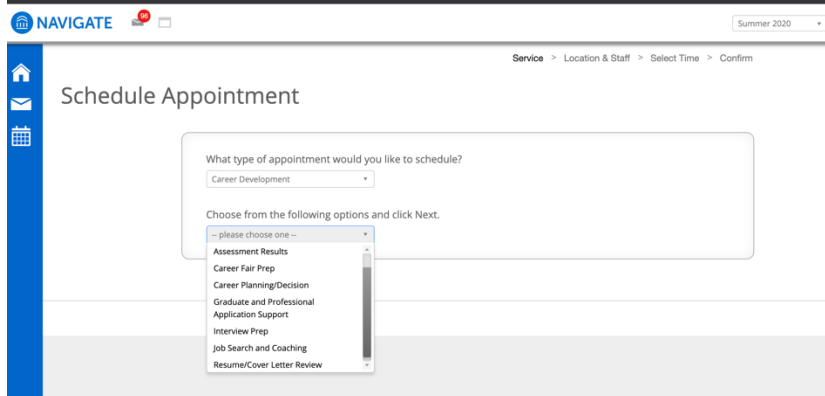 NAVIGATE
96
Summer 2020
Service > Location & Staff > Select Time > Confirm
Schedule Appointment
What type of appointment would you like to schedule?
Career Development
Choose from the following options and click Next.
-- please choose one --
Assessment Results
Career Fair Prep
Career Planning/Decision
Graduate and Professional
Application Support
Interview Prep
Job Search and Coaching
Resume/Cover Letter Review